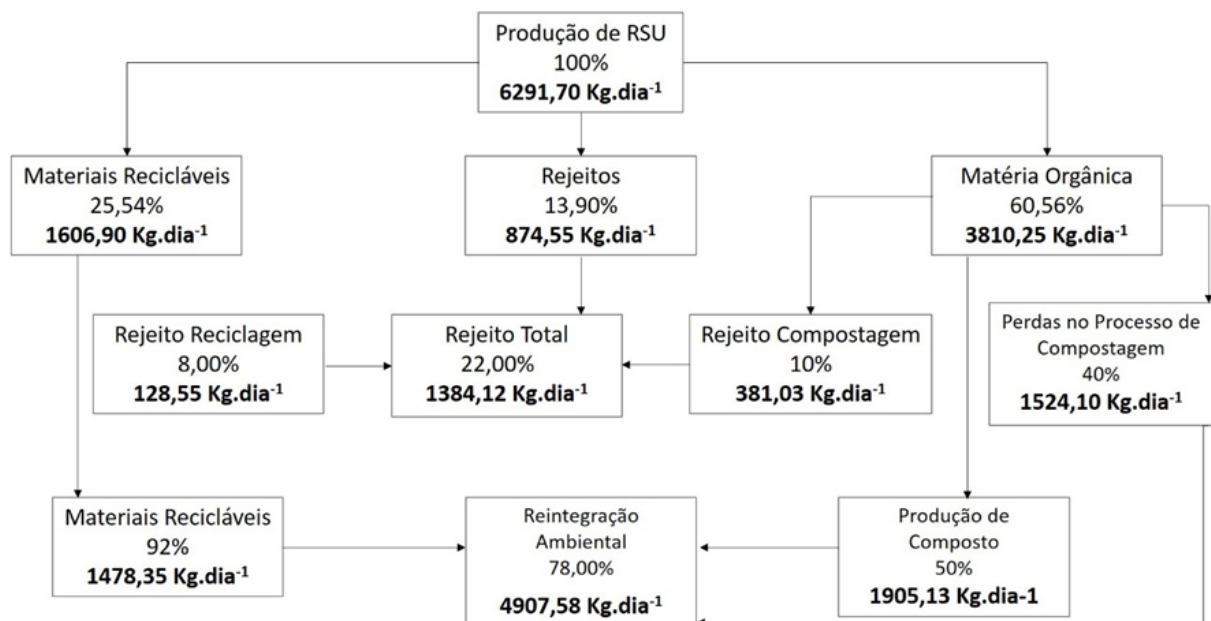 Produção de RSU
100%
6291,70 Kg.dia⁻¹
Materiais Recicláveis
25,54%
1606,90 Kg.dia⁻¹
Rejeitos
13,90%
874,55 Kg.dia⁻¹
Matéria Orgânica
60,56%
3810,25 Kg.dia⁻¹
Rejeito Reciclagem
8,00%
128,55 Kg.dia⁻¹
Rejeito Total
22,00%
1384,12 Kg.dia⁻¹
Rejeito Compostagem
10%
381,03 Kg.dia⁻¹
Perdas no Processo de
Compostagem
40%
1524,10 Kg.dia⁻¹
Materiais Recicláveis
92%
1478,35 Kg.dia⁻¹
Reintegração
Ambiental
78,00%
4907,58 Kg.dia⁻¹
Produção de
Composto
50%
1905,13 Kg.dia-1